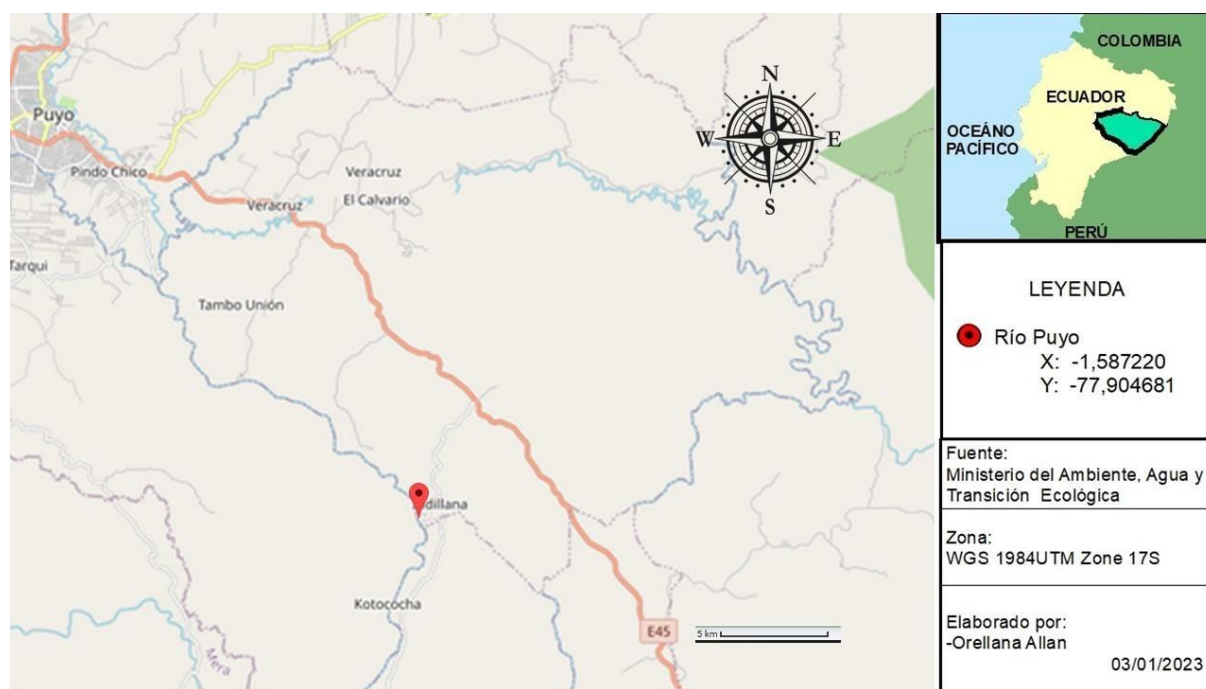 Puyo
Pindo Chico
Tarqui
Veracruz
Veracruz
El Calvario
Tambo Unión
Kotococha
Mera
E45
5 km
N
W E
S
COLOMBIA
ECUADOR
OCEÁNO
PACÍFICO
PERÚ
LEYENDA
Río Puyo
X: -1,587220
Y: -77,904681
Fuente:
Ministerio del Ambiente, Agua y
Transición Ecológica
Zona:
WGS 1984UTM Zone 17S
Elaborado por:
-Orellana Allan
03/01/2023